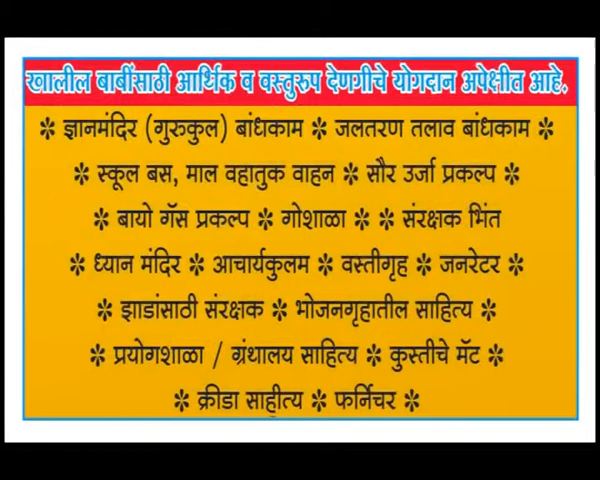 खालील बाबींसाठी आर्थिक व वस्तुरुप देणगीचे योगदान अपेक्षीत आहे.
✼ ज्ञानमंदिर (गुरुकुल) बांधकाम ✼ जलतरण तलाव बांधकाम ✼
✼ स्कूल बस, माल वहातुक वाहन ✼ सौर उर्जा प्रकल्प ✼
✼ बायो गॅस प्रकल्प ✼ गोशाळा ✼ ✼ संरक्षक भिंत
✼ ध्यान मंदिर ✼ आचार्यकुलम ✼ वस्तीगृह ✼ जनरेटर ✼
✼ झाडांसाठी संरक्षक ✼ भोजनगृहातील साहित्य ✼
✼ प्रयोगशाळा / ग्रंथालय साहित्य ✼ कुस्तीचे मॅट ✼
✼ क्रीडा साहीत्य ✼ फर्निचर ✼